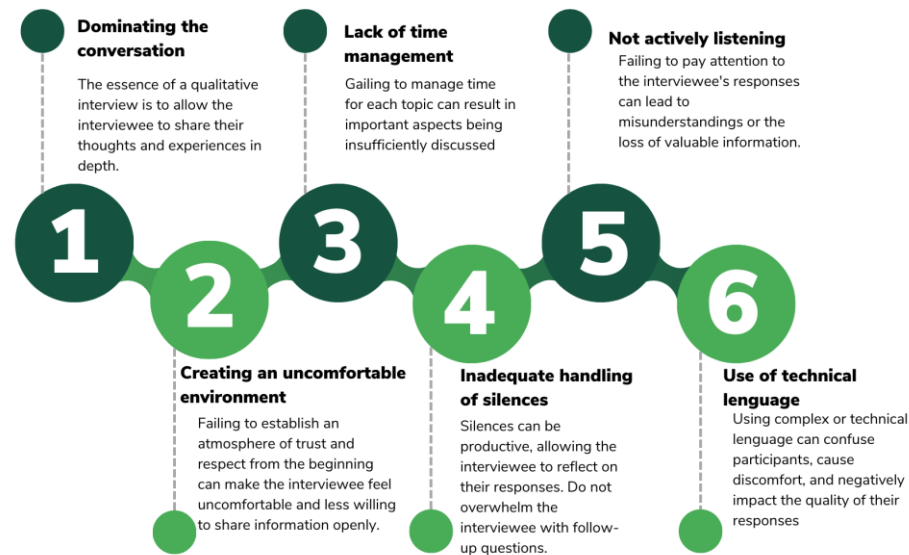 1
Dominating the
conversation
The essence of a qualitative
interview is to allow the
interviewee to share their
thoughts and experiences in
depth.
2
Creating an uncomfortable
environment
Failing to establish an
atmosphere of trust and
respect from the beginning
can make the interviewee feel
uncomfortable and less willing
to share information openly.
3
Lack of time
management
Gailing to manage time
for each topic can result in
important aspects being
insufficiently discussed
4
Inadequate handling
of silences
Silences can be
productive, allowing the
interviewee to reflect on
their responses. Do not
overwhelm the
interviewee with follow-
up questions.
5
Not actively listening
Failing to pay attention to
the interviewee's responses
can lead to
misunderstandings or the
loss of valuable information.
6
Use of technical
lenguage
Using complex or technical
lenguage can confuse
participants, cause
discomfort, and negatively
impact the quality of their
responses